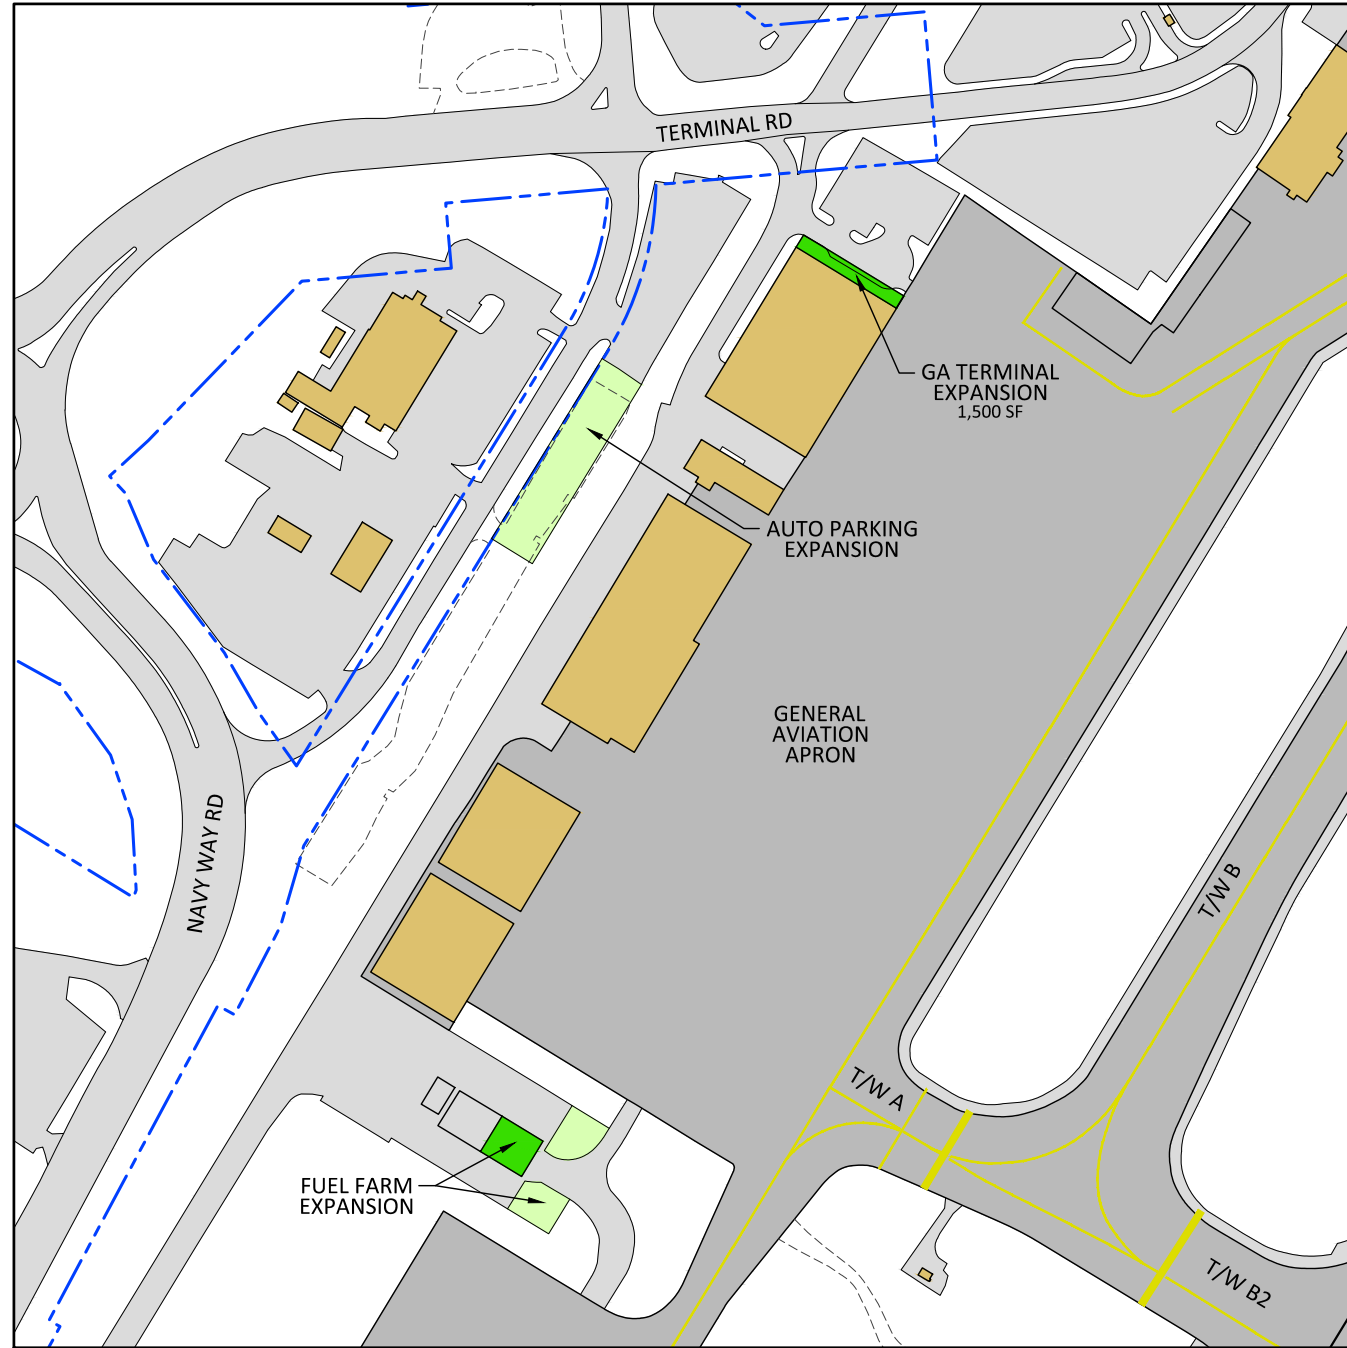 TERMINAL RD
GA TERMINAL
EXPANSION
1,500 SF
AUTO PARKING
EXPANSION
GENERAL
AVIATION
APRON
NAVY WAY RD
T/W B
T/W A
FUEL FARM
EXPANSION
T/W B2